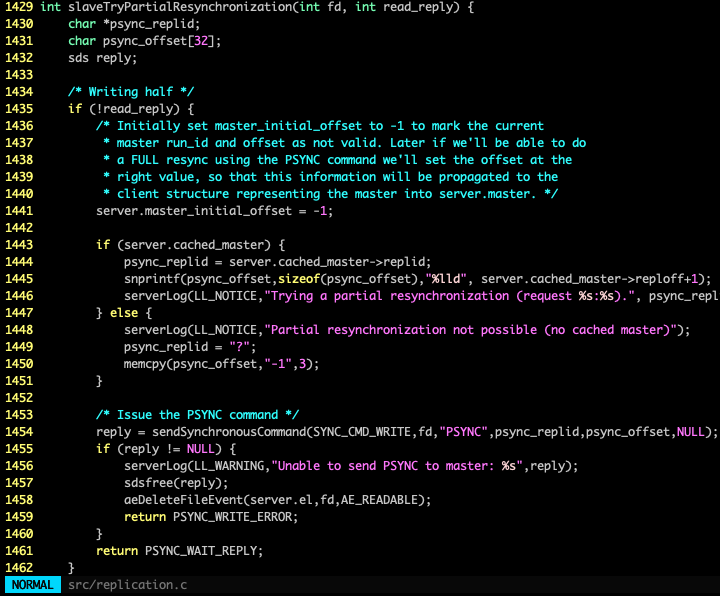 1429 int slaveTryPartialResynchronization(int fd, int read_reply) {
1430     char *psync_replid;
1431     char psync_offset[32];
1432     sds reply;
1433
1434     /* Writing half */
1435     if (!read_reply) {
1436         /* Initially set master_initial_offset to -1 to mark the current
1437          * master run_id and offset as not valid. Later if we'll be able to do
1438          * a FULL resync using the PSYNC command we'll set the offset at the
1439          * right value, so that this information will be propagated to the
1440          * client structure representing the master into server.master. */
1441         server.master_initial_offset = -1;
1442
1443         if (server.cached_master) {
1444             psync_replid = server.cached_master->replid;
1445             snprintf(psync_offset,sizeof(psync_offset),"%lld", server.cached_master->reploff+1);
1446             serverLog(LL_NOTICE,"Trying a partial resynchronization (request %s:%s).", psync_repl
1447         } else {
1448             serverLog(LL_NOTICE,"Partial resynchronization not possible (no cached master)");
1449             psync_replid = "?";
1450             memcpy(psync_offset,"-1",3);
1451         }
1452
1453         /* Issue the PSYNC command */
1454         reply = sendSynchronousCommand(SYNC_CMD_WRITE,fd,"PSYNC",psync_replid,psync_offset,NULL);
1455         if (reply != NULL) {
1456             serverLog(LL_WARNING,"Unable to send PSYNC to master: %s",reply);
1457             sdsfree(reply);
1458             aeDeleteFileEvent(server.el,fd,AE_READABLE);
1459             return PSYNC_WRITE_ERROR;
1460         }
1461         return PSYNC_WAIT_REPLY;
1462     }
NORMAL src/replication.c